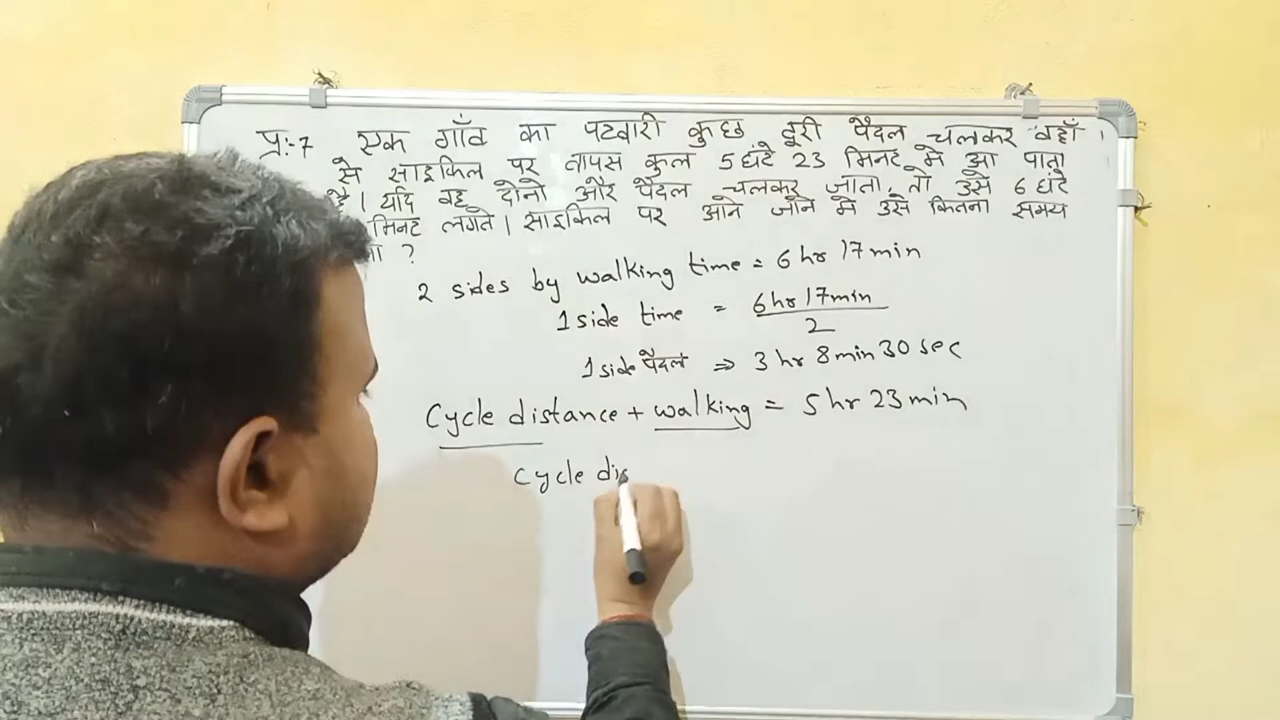 प्र:-7 एक गाँव का पटवारी कुछ दूरी पैदल चलकर वहाँ
से साइकिल पर वापस कुल 5 घंटे 23 मिनट मे आ पाता
है। यदि वह दोनो और पैदल चलकर जाता तो उसे 6 घंटे
मिनट लगते। साइकिल पर आने जाने मे उसे कितना समय
?
2 sides by walking time = 6 hr 17 min
1 side time = 6 hr 17 min
2
1 side पैदल ⇒ 3 hr 8 min 30 sec
Cycle distance + walking = 5 hr 23 min
Cycle dis